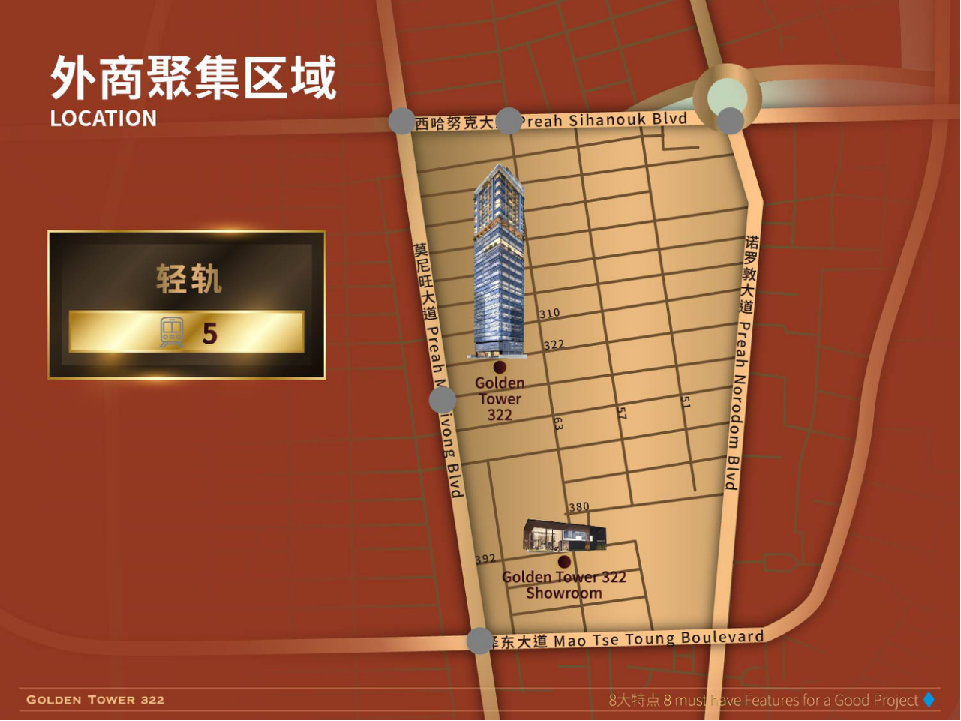 外商聚集区域
LOCATION
西哈努克大 Preah Sihanouk Blvd
轻轨
5
莫尼旺大道 Preah M ivong Blvd
诺罗敦大道 Preah Norodom Blvd
310
322
Golden
Tower
322
63
57
51
380
392
Golden Tower 322
Showroom
泽东大道 Mao Tse Toung Boulevard
GOLDEN TOWER 322
8大特点 8 must have Features for a Good Project